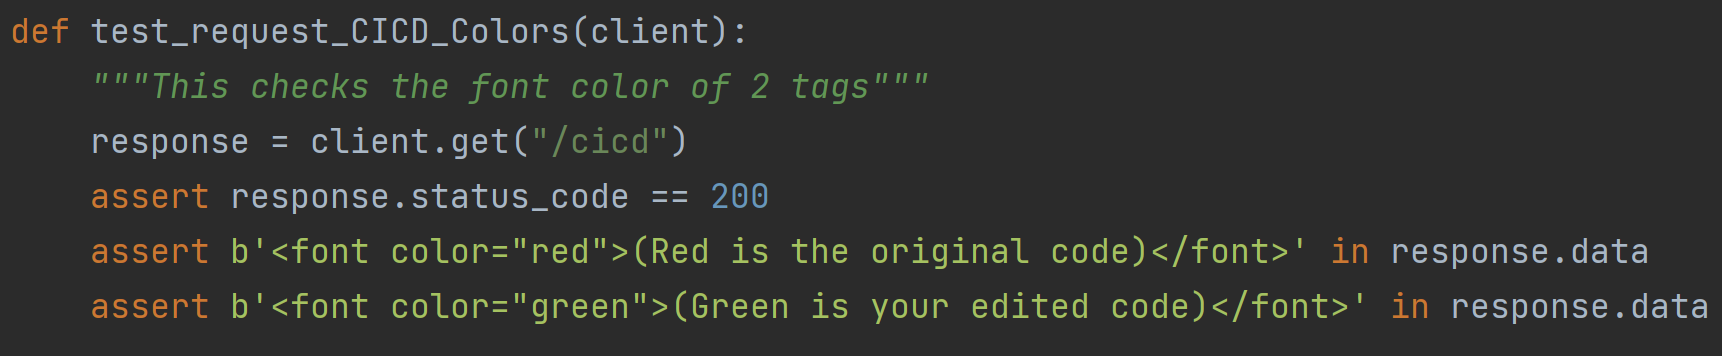 def test_request_CICD_Colors(client):
    """This checks the font color of 2 tags"""
    response = client.get("/cicd")
    assert response.status_code == 200
    assert b'<font color="red">(Red is the original code)</font>' in response.data
    assert b'<font color="green">(Green is your edited code)</font>' in response.data